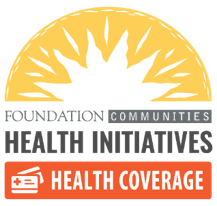 FOUNDATION COMMUNITIES
HEALTH INITIATIVES
HEALTH COVERAGE